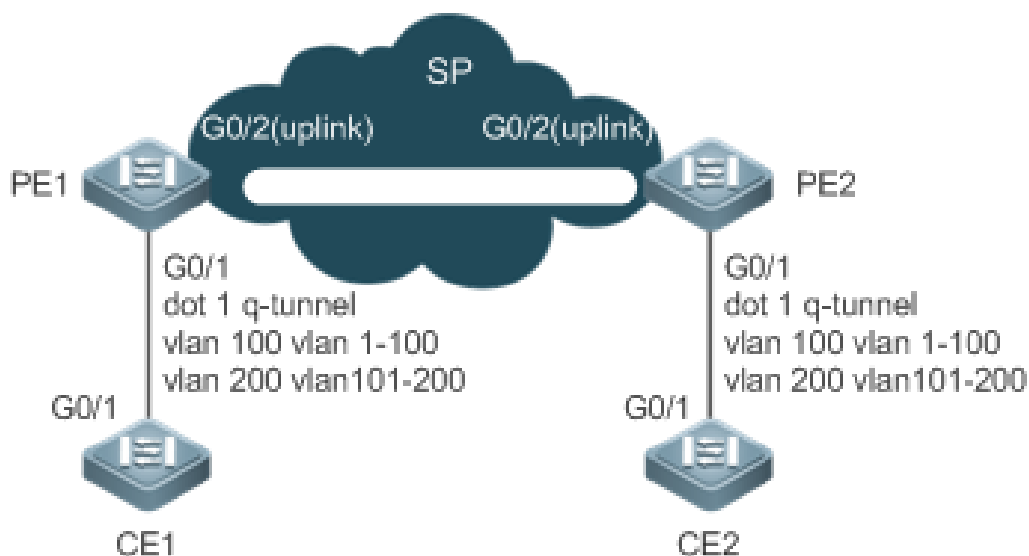 SP
G0/2(uplink)
G0/2(uplink)
PE1
PE2
G0/1
dot 1 q-tunnel
vlan 100 vlan 1-100
vlan 200 vlan101-200
G0/1
dot 1 q-tunnel
vlan 100 vlan 1-100
vlan 200 vlan101-200
G0/1
G0/1
CE1
CE2